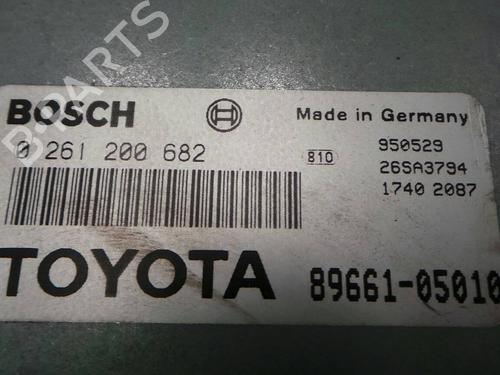 B-PARTS
BOSCH Made in Germany
0 261 200 682 810 950529
26SA3794
1740 2087
TOYOTA 89661-05010